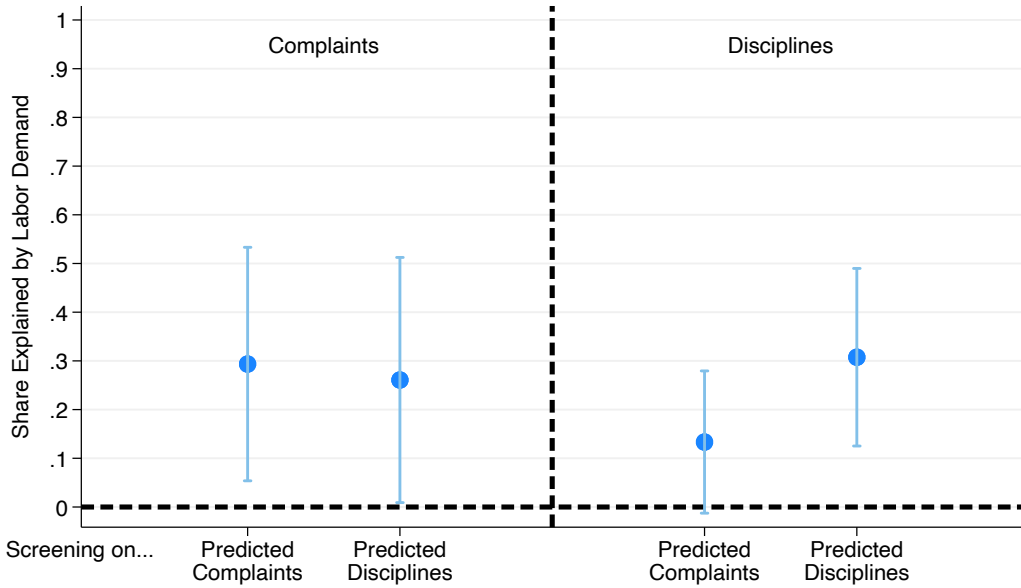 Complaints
Disciplines
Share Explained by Labor Demand
1
.9
.8
.7
.6
.5
.4
.3
.2
.1
0
Screening on...
Predicted
Complaints
Predicted
Disciplines
Predicted
Complaints
Predicted
Disciplines